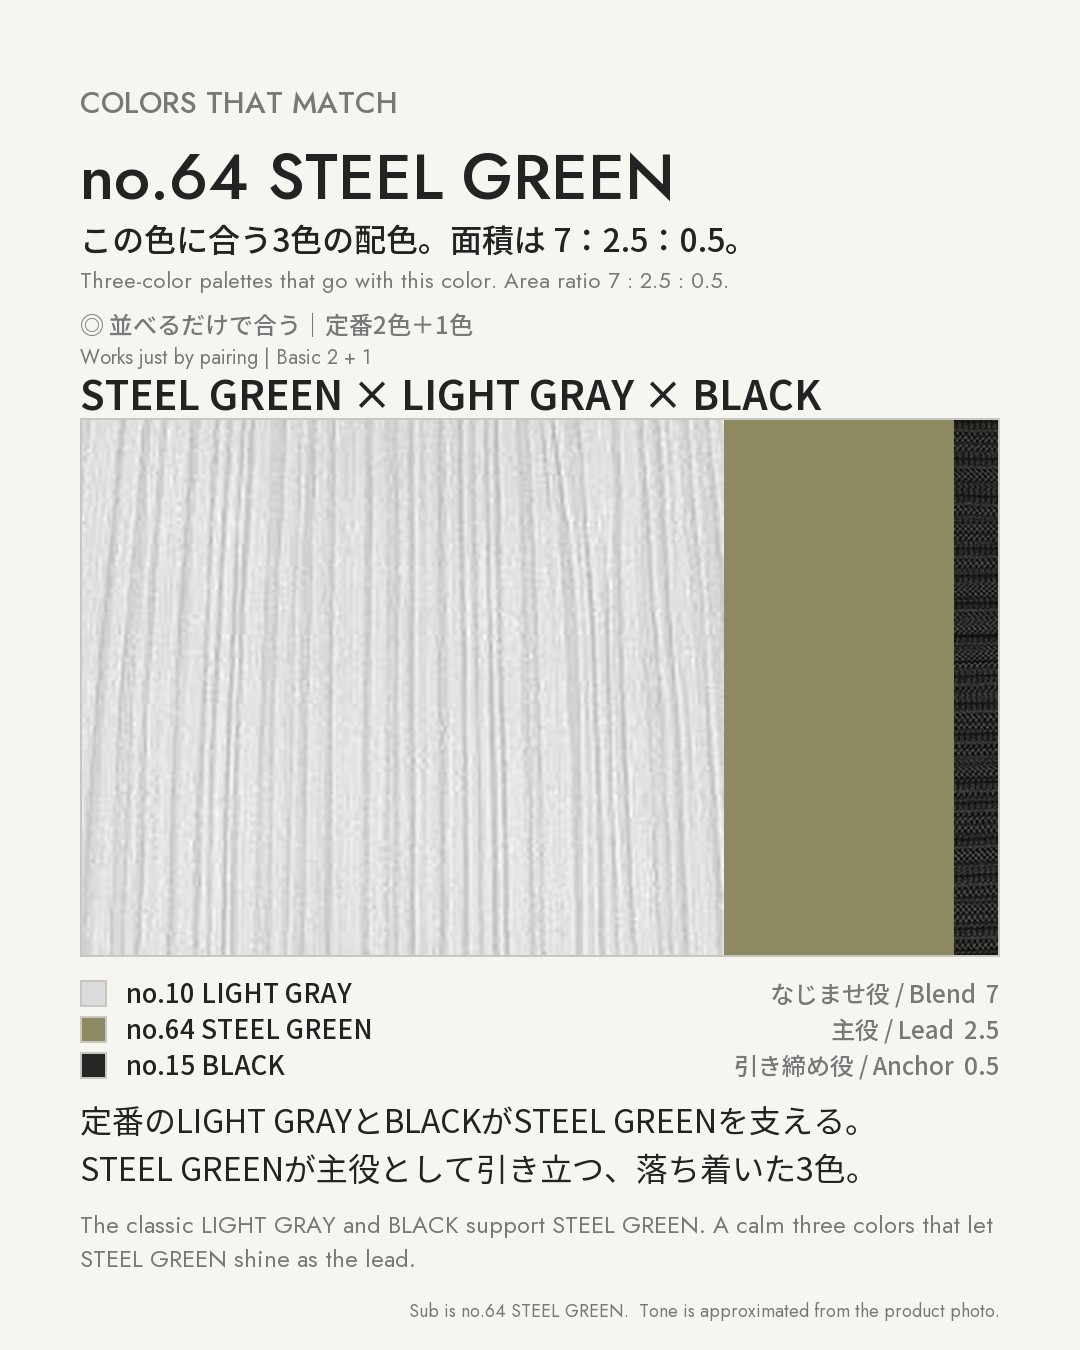 COLORS THAT MATCH
no.64 STEEL GREEN
この色に合う3色の配色。面積は 7：2.5：0.5。
Three-color palettes that go with this color. Area ratio 7 : 2.5 : 0.5.
◎ 並べるだけで合う｜定番2色＋1色
Works just by pairing | Basic 2 + 1
STEEL GREEN × LIGHT GRAY × BLACK
no.10 LIGHT GRAY なじませ役 / Blend 7
no.64 STEEL GREEN 主役 / Lead 2.5
no.15 BLACK 引き締め役 / Anchor 0.5
定番のLIGHT GRAYとBLACKがSTEEL GREENを支える。
STEEL GREENが主役として引き立つ、落ち着いた3色。
The classic LIGHT GRAY and BLACK support STEEL GREEN. A calm three colors that let
STEEL GREEN shine as the lead.
Sub is no.64 STEEL GREEN. Tone is approximated from the product photo.